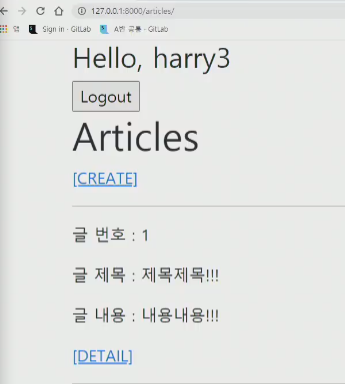 127.0.0.1:8000/articles/
앱 Sign in · GitLab A반 공통 · GitLab
Hello, harry3
Logout
Articles
[CREATE]
글 번호 : 1
글 제목 : 제목제목!!!
글 내용 : 내용내용!!!
[DETAIL]